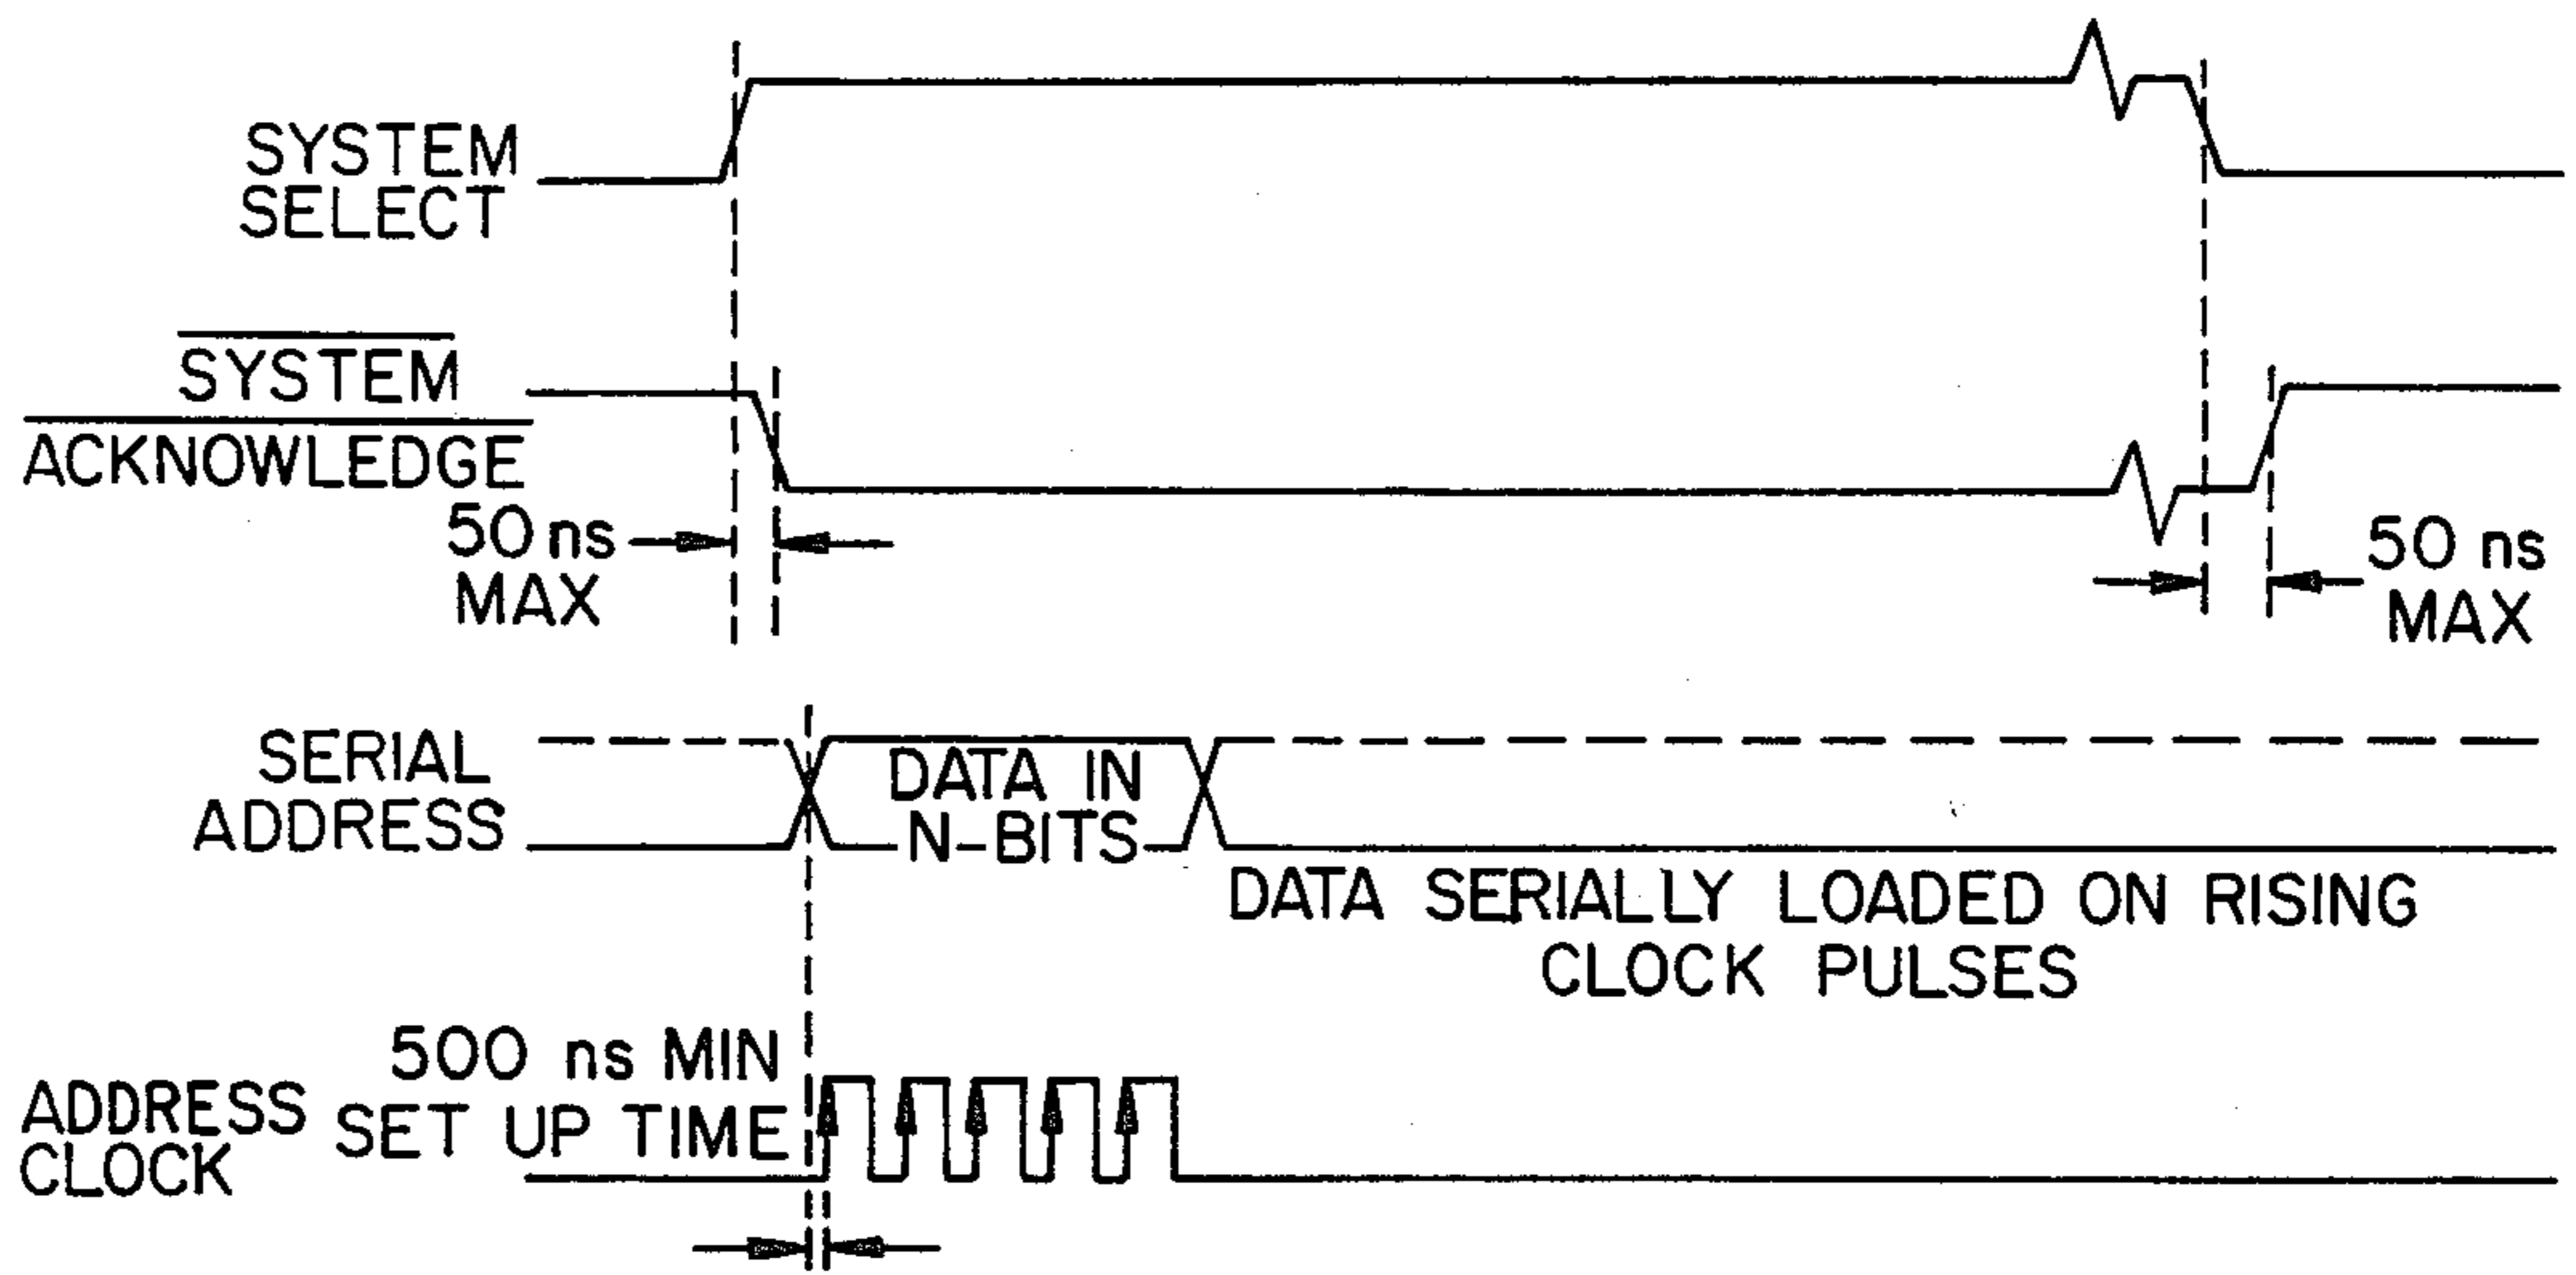 SYSTEM
SELECT
SYSTEM
ACKNOWLEDGE
50 ns
MAX
50 ns
MAX
SERIAL
ADDRESS
DATA IN
N-BITS
DATA SERIALLY LOADED ON RISING
CLOCK PULSES
500 ns MIN
SET UP TIME
ADDRESS
CLOCK